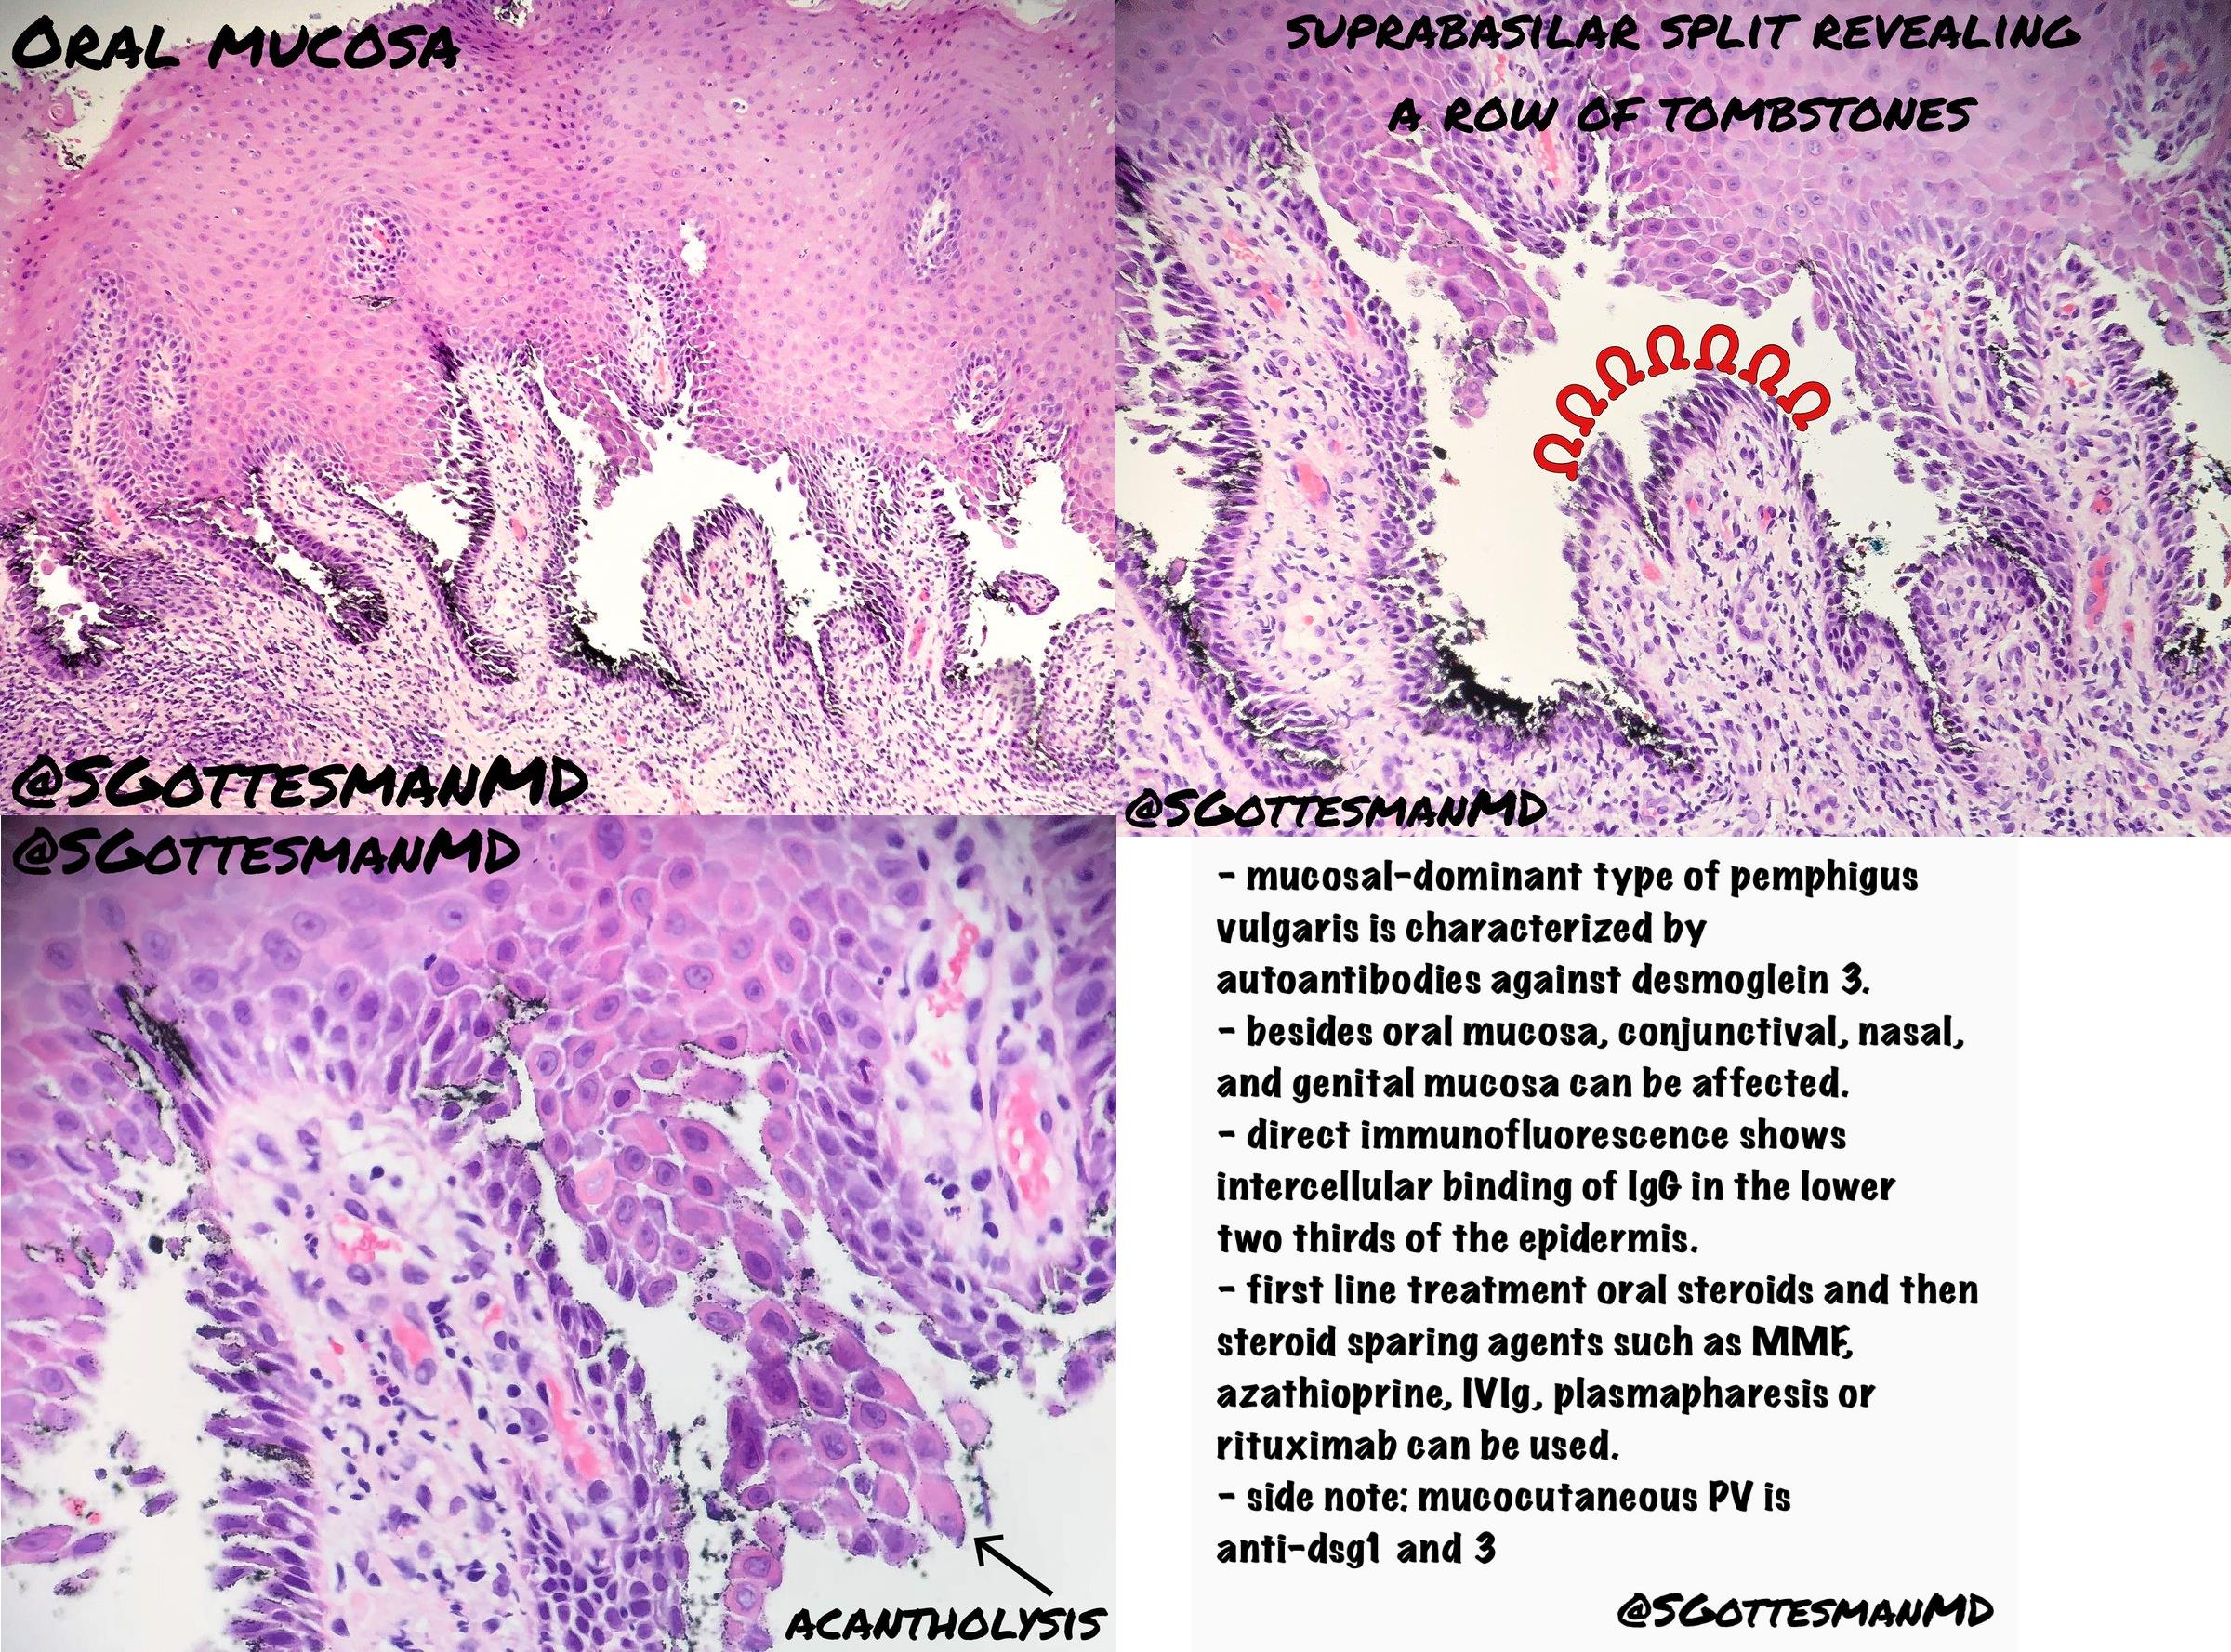 Oral mucosa
@SGottesmanMD
suprabasilar split revealing
a row of tombstones
ΩΩΩΩΩΩΩ
@SGottesmanMD
@SGottesmanMD
acantholysis
- mucosal-dominant type of pemphigus
vulgaris is characterized by
autoantibodies against desmoglein 3.
- besides oral mucosa, conjunctival, nasal,
and genital mucosa can be affected.
- direct immunofluorescence shows
intercellular binding of IgG in the lower
two thirds of the epidermis.
- first line treatment oral steroids and then
steroid sparing agents such as MMF,
azathioprine, IVIg, plasmapharesis or
rituximab can be used.
- side note: mucocutaneous PV is
anti-dsg1 and 3
@SGottesmanMD